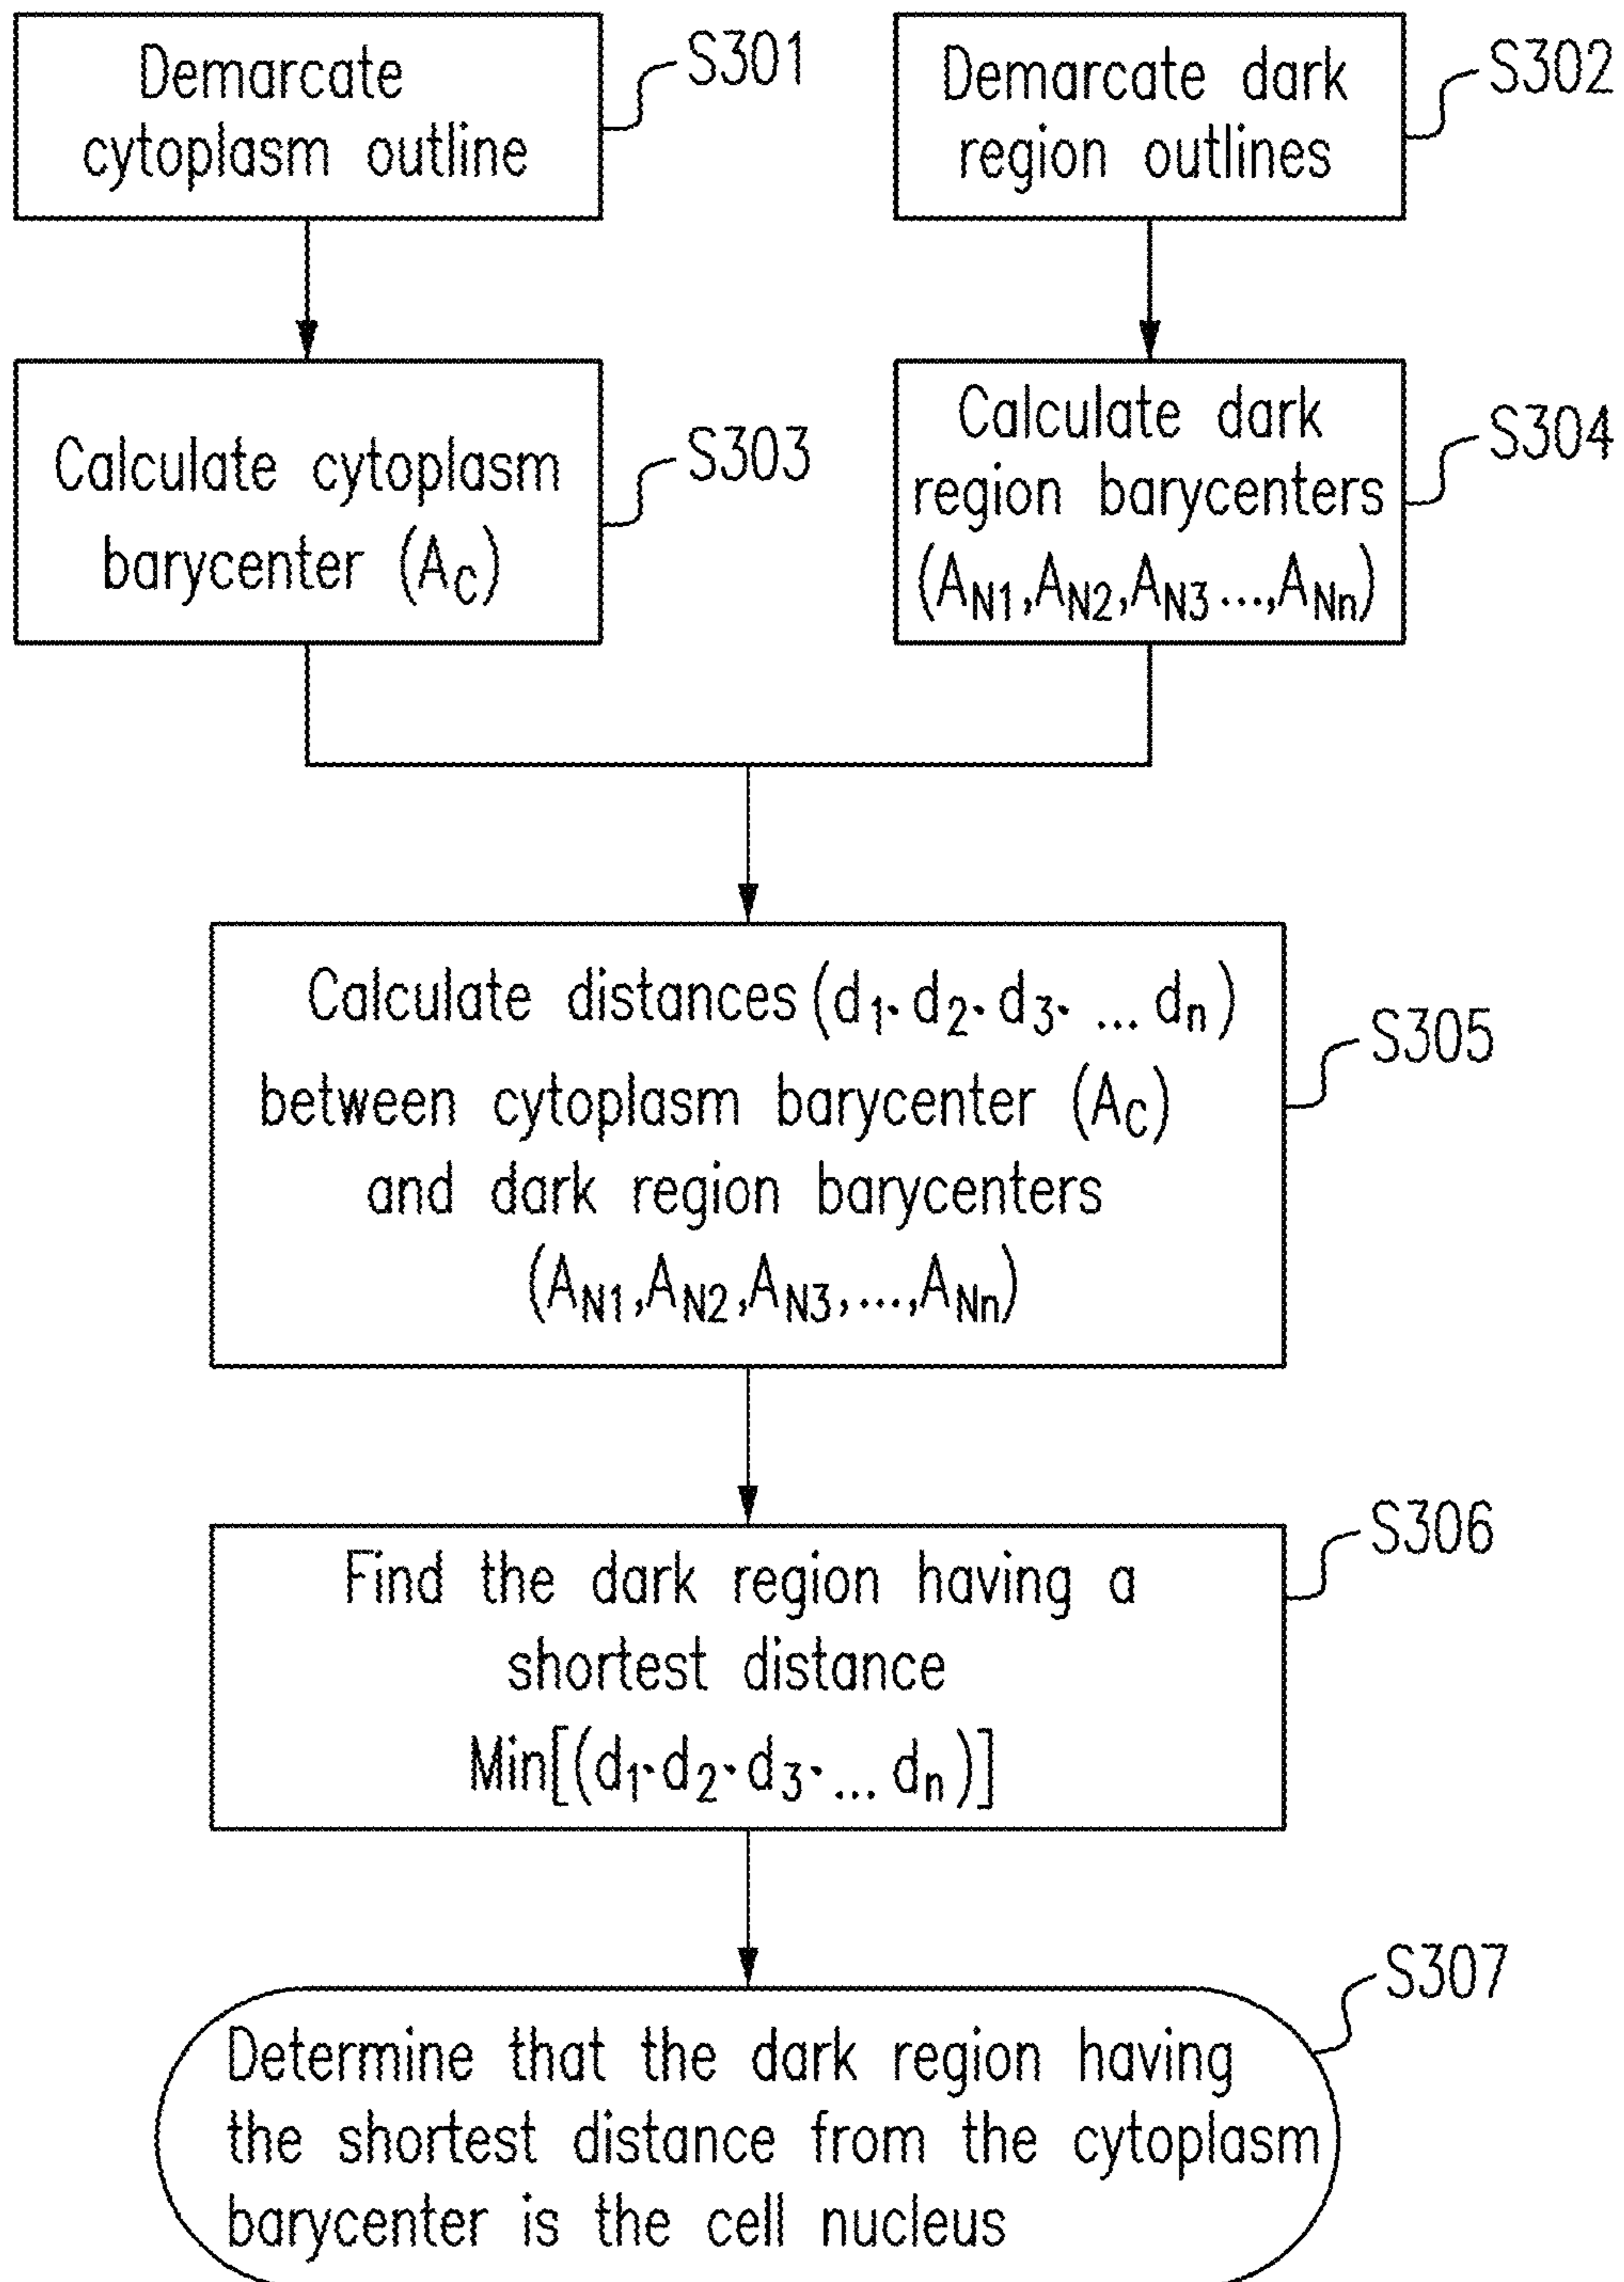 Demarcate
cytoplasm outline
S301
Demarcate dark
region outlines
S302
Calculate cytoplasm
barycenter (AC)
S303
Calculate dark
region barycenters
(AN1,AN2,AN3...,ANn)
S304
Calculate distances(d1、d2、d3、...dn)
between cytoplasm barycenter (AC)
and dark region barycenters
(AN1,AN2,AN3,...,ANn)
S305
Find the dark region having a
shortest distance
Min[(d1、d2、d3、...dn)]
S306
Determine that the dark region having
the shortest distance from the cytoplasm
barycenter is the cell nucleus
S307